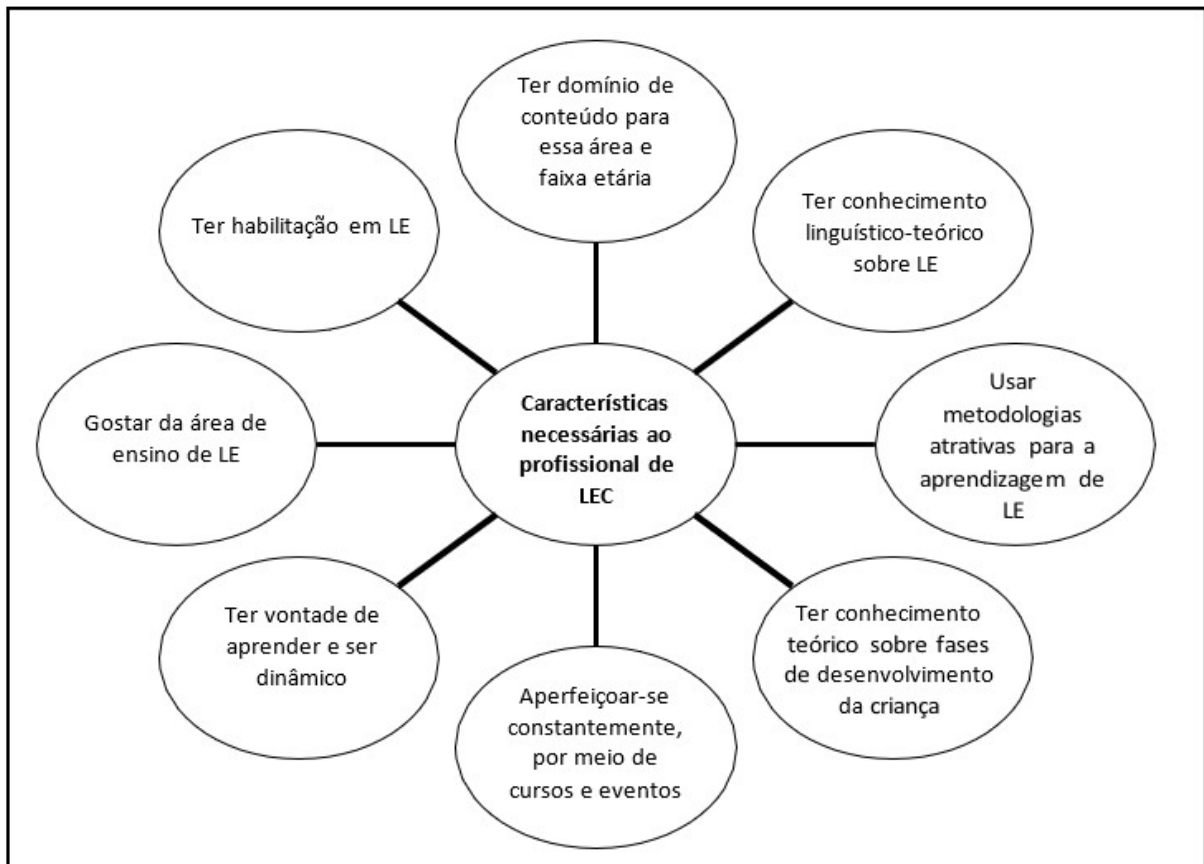 Ter domínio de
conteúdo para
essa área e
faixa etária
Ter habilitação em LE
Ter conhecimento
linguístico-teórico
sobre LE
Gostar da área de
ensino de LE
Características
necessárias ao
profissional de
LEC
Usar
metodologias
atrativas para a
aprendizagem de
LE
Ter vontade de
aprender e ser
dinâmico
Aperfeiçoar-se
constantemente,
por meio de
cursos e eventos
Ter conhecimento
teórico sobre fases
de desenvolvimento
da criança